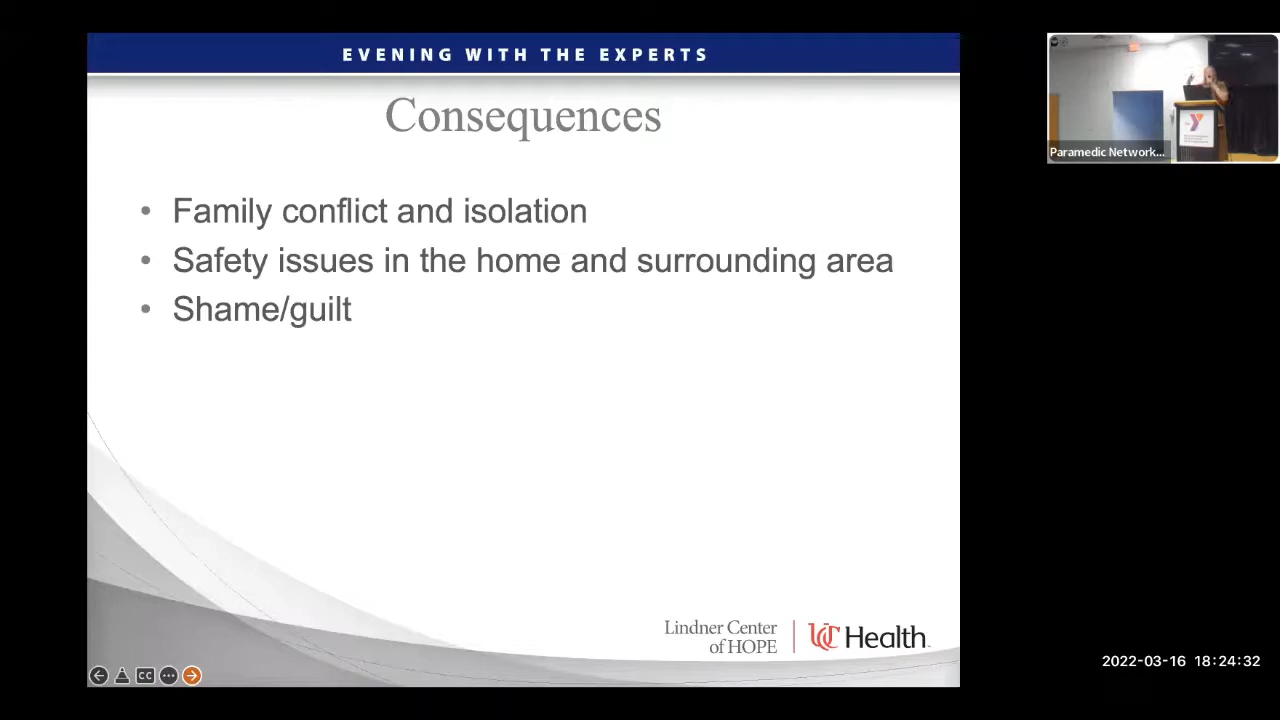 EVENING WITH THE EXPERTS
Consequences
• Family conflict and isolation
• Safety issues in the home and surrounding area
• Shame/guilt
Lindner Center
of HOPE
UC Health
CC
Paramedic Network...
2022-03-16 18:24:32